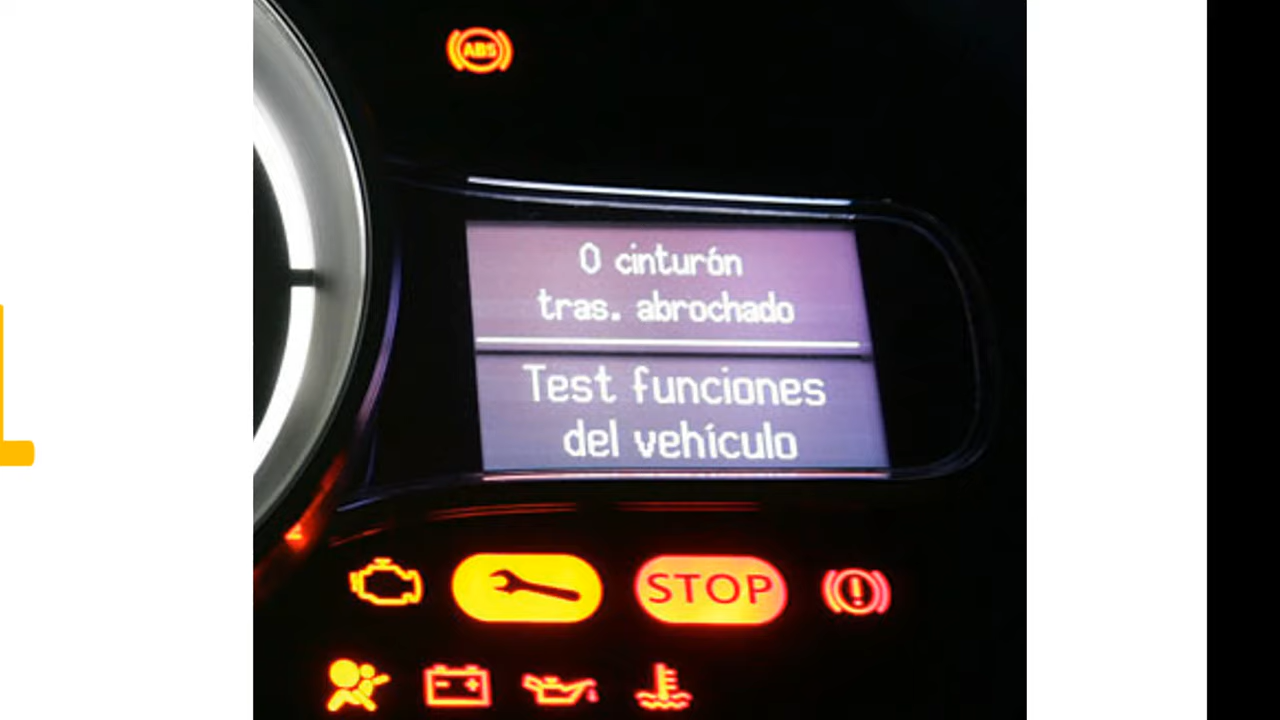 ABS
0 cinturón
tras. abrochado
Test funciones
del vehículo
STOP